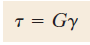 τ = Gγ